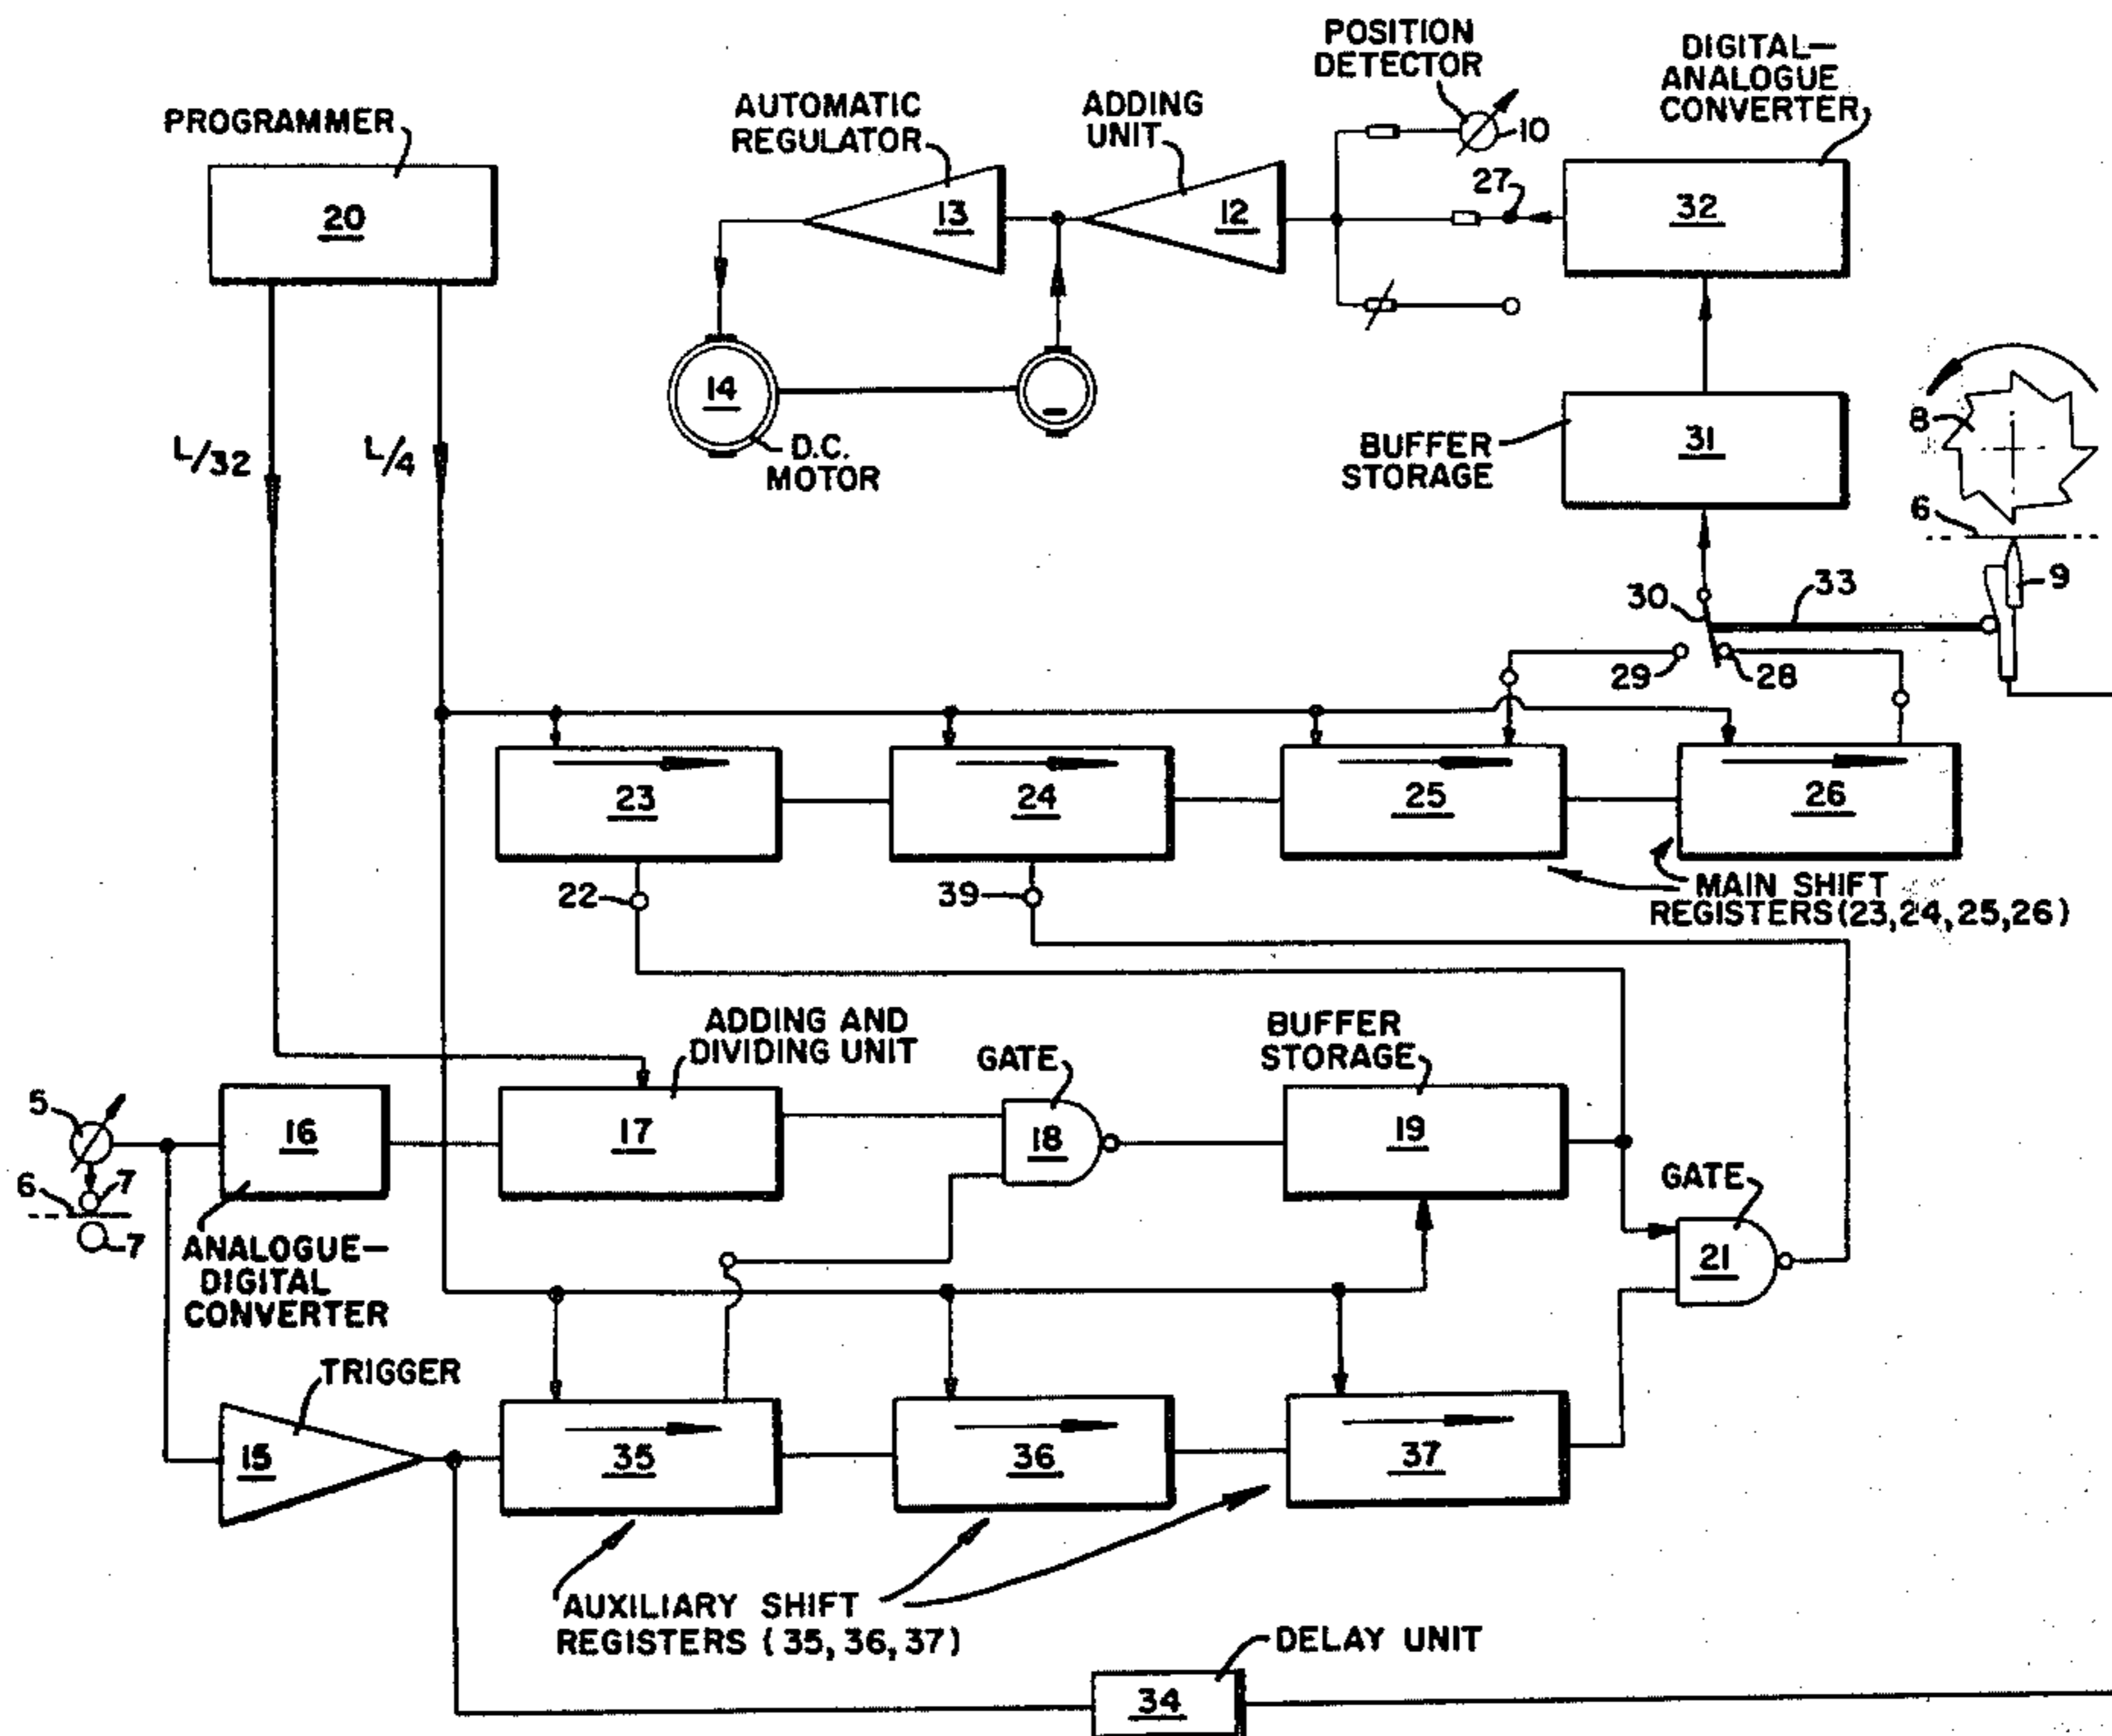 POSITION
DETECTOR
10
DIGITAL—
ANALOGUE
CONVERTER
32
27
PROGRAMMER
20
AUTOMATIC
REGULATOR
13
ADDING
UNIT
12
14
D.C.
MOTOR
L/32
L/4
BUFFER
STORAGE
31
8
6
9
30
33
29
28
23
24
25
26
22
39
MAIN SHIFT
REGISTERS (23,24,25,26)
ADDING AND
DIVIDING UNIT
17
GATE
18
BUFFER
STORAGE
19
5
16
6
7
7
ANALOGUE—
DIGITAL
CONVERTER
GATE
21
TRIGGER
15
35
36
37
AUXILIARY SHIFT
REGISTERS (35, 36, 37)
DELAY UNIT
34